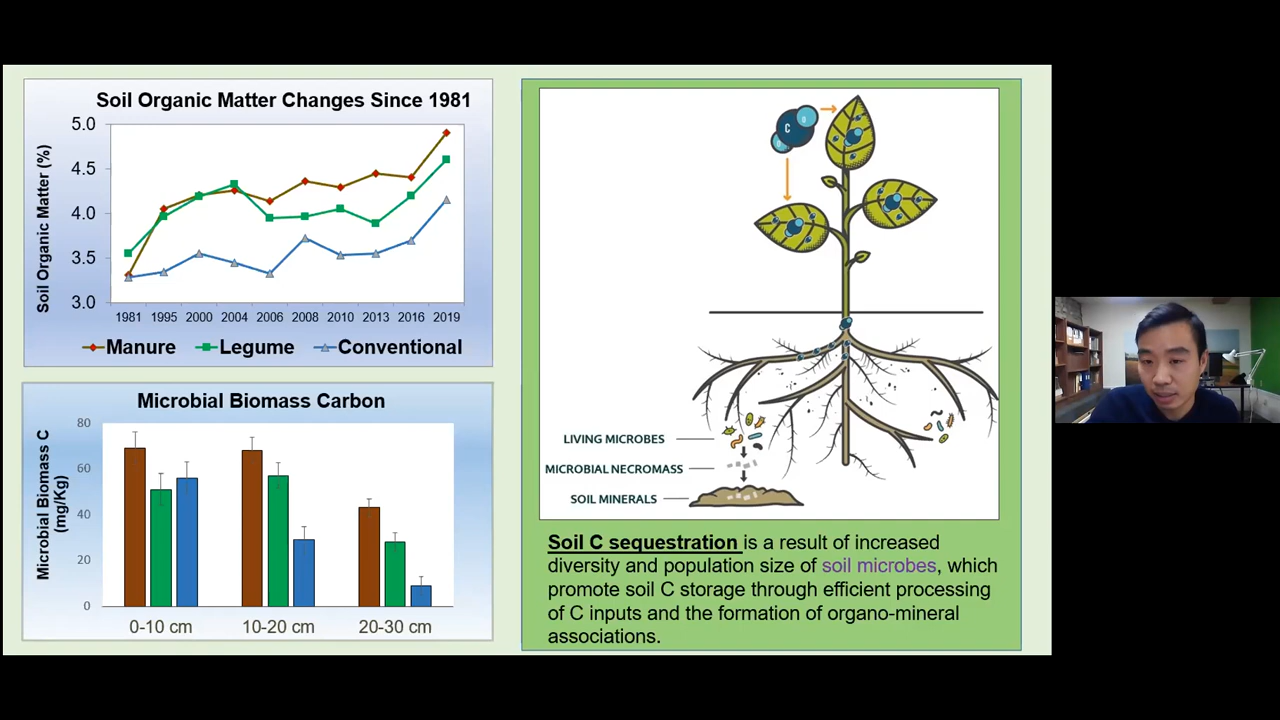 Soil Organic Matter Changes Since 1981
Soil Organic Matter (%)
5.0
4.5
4.0
3.5
3.0
1981 1995 2000 2004 2006 2008 2010 2013 2016 2019
Manure Legume Conventional
Microbial Biomass Carbon
Microbial Biomass C
(mg/Kg)
80
60
40
20
0
0-10 cm 10-20 cm 20-30 cm
C
O
O
LIVING MICROBES
MICROBIAL NECROMASS
SOIL MINERALS
Soil C sequestration is a result of increased
diversity and population size of soil microbes, which
promote soil C storage through efficient processing
of C inputs and the formation of organo-mineral
associations.